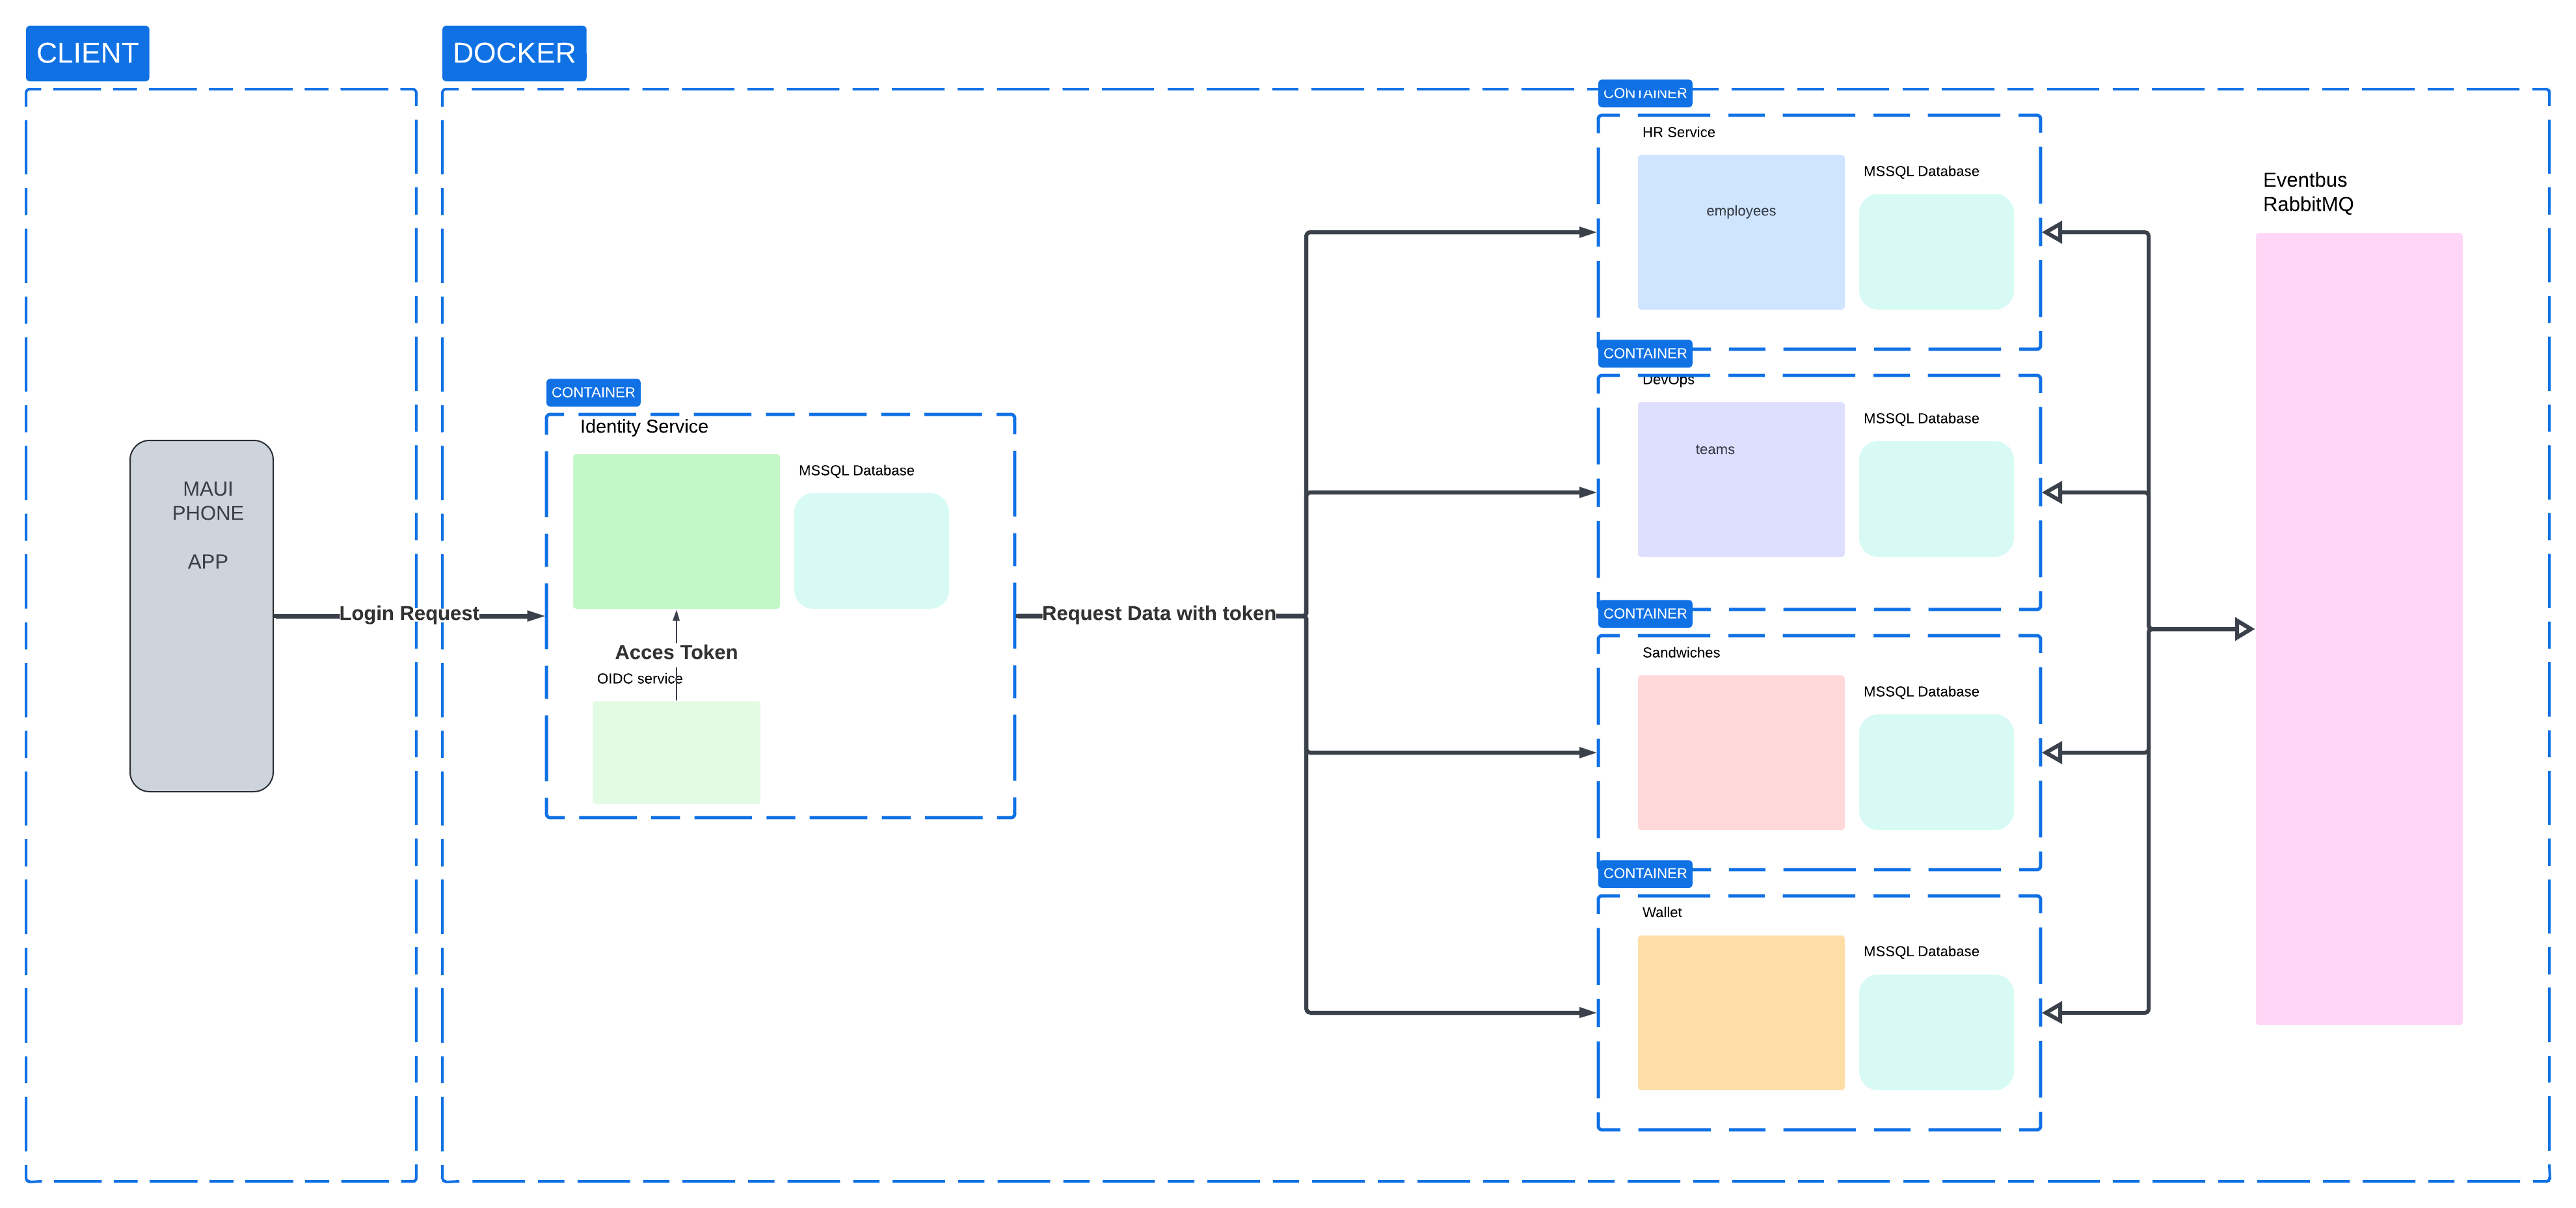 CLIENT
DOCKER
CONTAINER
HR Service
MSSQL Database
employees
Eventbus
RabbitMQ
CONTAINER
DevOps
MSSQL Database
teams
CONTAINER
Identity Service
MSSQL Database
MAUI
PHONE
APP
Login Request
Request Data with token
Acces Token
OIDC service
CONTAINER
Sandwiches
MSSQL Database
CONTAINER
Wallet
MSSQL Database